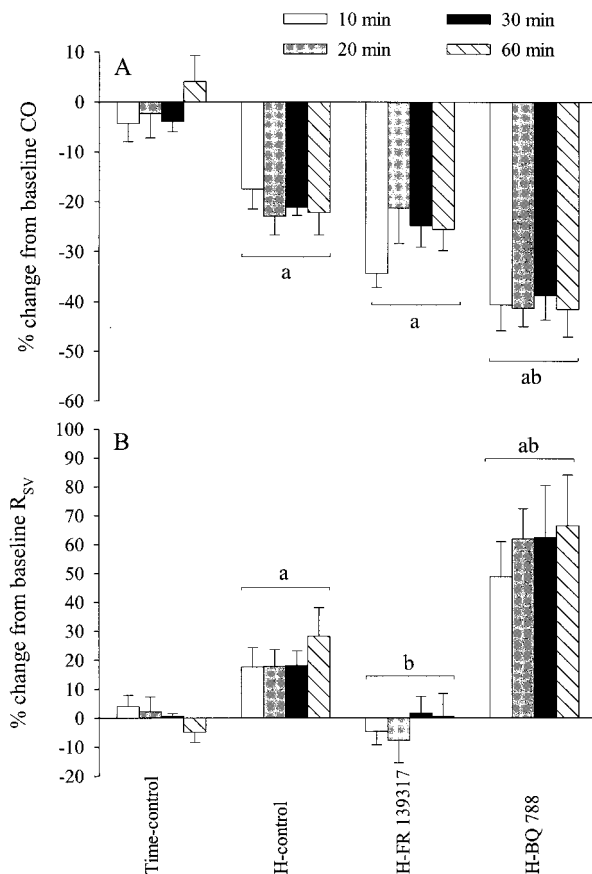 10 min 30 min
20 min 60 min
A
% change from baseline CO
10
0
-10
-20
-30
-40
-50
-60
a
a
ab
B
% change from baseline R_SV
100
90
80
70
60
50
40
30
20
10
0
-10
-20
a
b
ab
Time-control
H-control
H-FR 139317
H-BQ 788